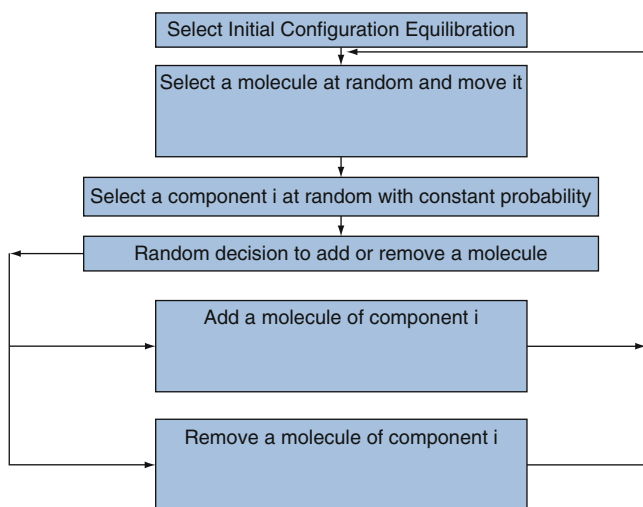 Select Initial Configuration Equilibration
Select a molecule at random and move it
Select a component i at random with constant probability
Random decision to add or remove a molecule
Add a molecule of component i
Remove a molecule of component i